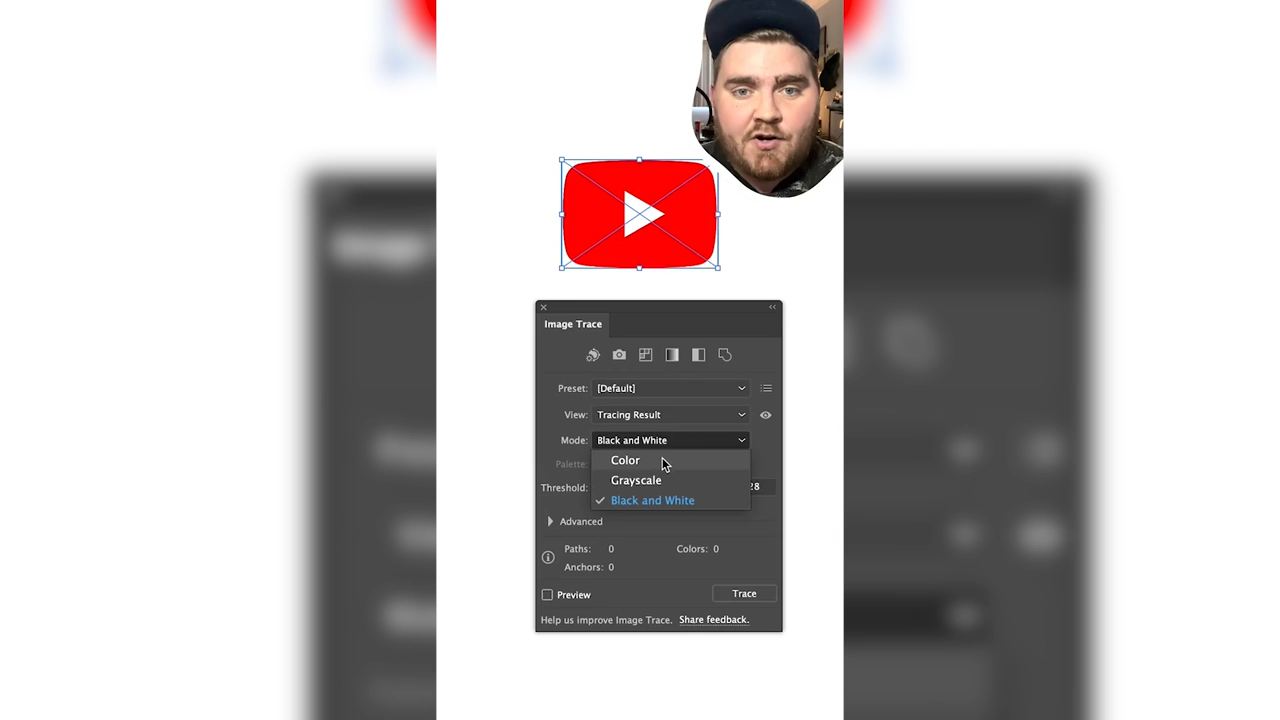 Image Trace
Preset: [Default]
View: Tracing Result
Mode: Black and White
Palette:
Color
Grayscale
Threshold: 28
✓ Black and White
Advanced
Paths: 0 Colors: 0
Anchors: 0
Preview Trace
Help us improve Image Trace. Share feedback.